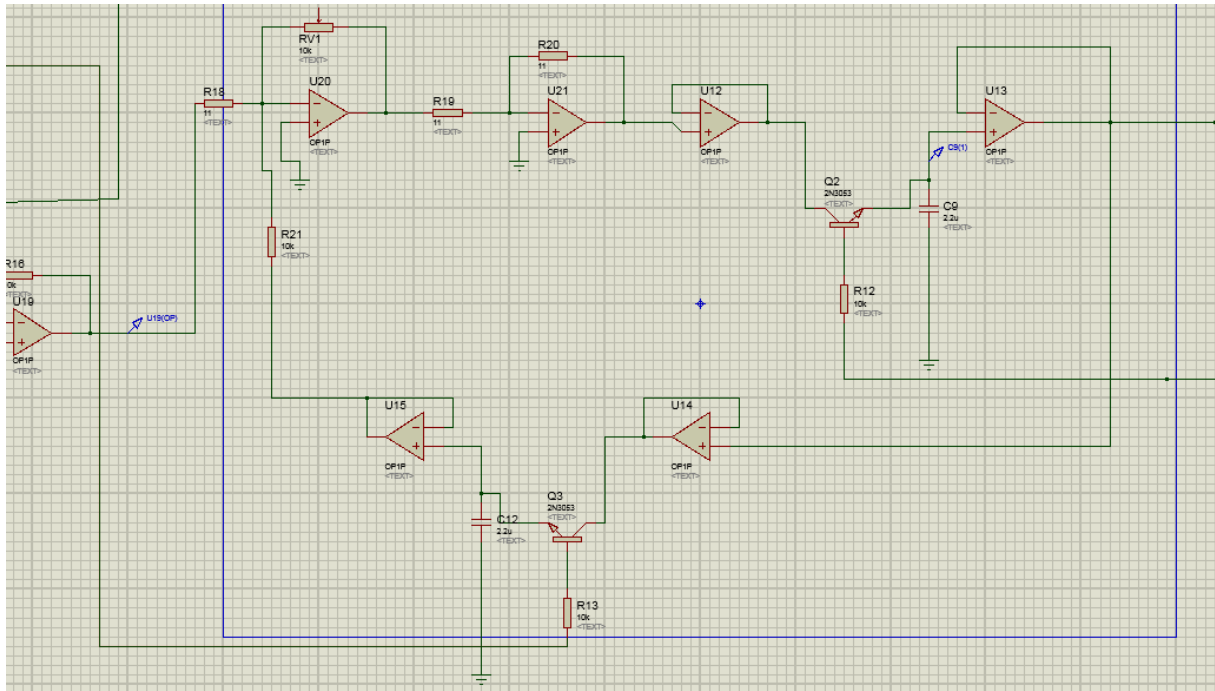 RV1
10k
<TEXT>
R18
11
<TEXT>
U20
OP1P
<TEXT>
R19
11
<TEXT>
R20
11
<TEXT>
U21
OP1P
<TEXT>
U12
OP1P
<TEXT>
U13
OP1P
<TEXT>
C9(1)
Q2
2N3053
<TEXT>
C9
2.2u
<TEXT>
R21
10k
<TEXT>
R16
0k
<TEXT>
U19
OP1P
<TEXT>
U19(OP)
R12
10k
<TEXT>
U15
OP1P
<TEXT>
U14
OP1P
<TEXT>
Q3
2N3053
<TEXT>
C12
2.2u
<TEXT>
R13
10k
<TEXT>